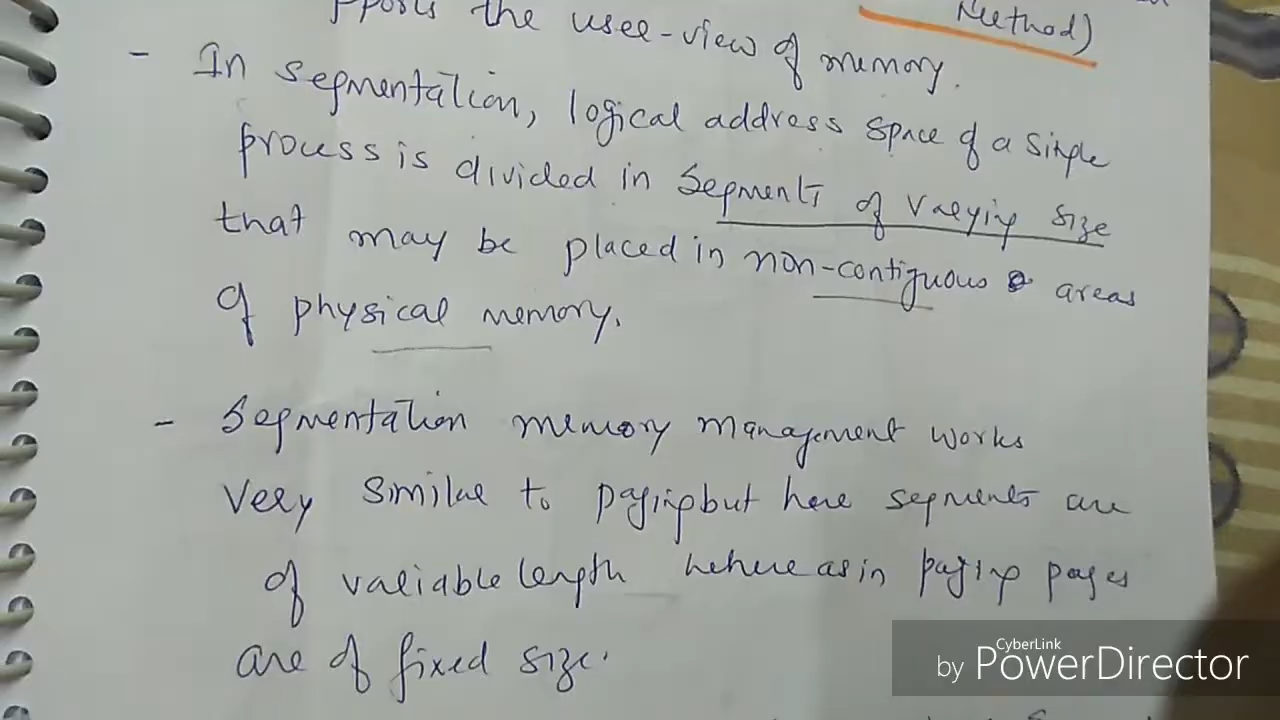 the user-view of memory.
Method)
- In segmentation, logical address space of a single
process is divided in segments of varying size
that may be placed in non-contiguous areas
of physical memory.
- Segmentation memory management works
very similar to paging but here segments are
of variable length where as in paging pages
are of fixed size.
CyberLink
by PowerDirector